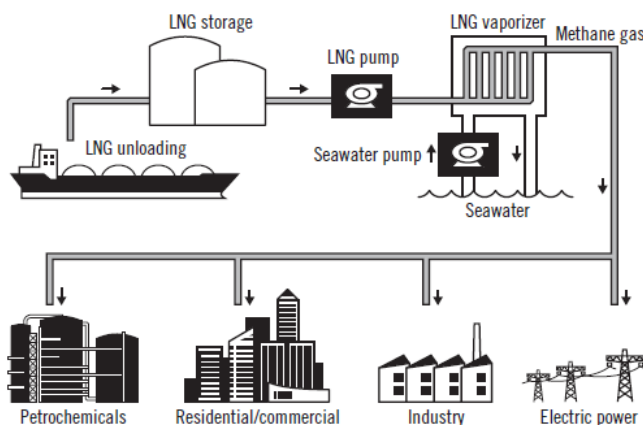 LNG storage
LNG vaporizer
Methane gas
LNG pump
LNG unloading
Seawater pump
Seawater
Petrochemicals
Residential/commercial
Industry
Electric power